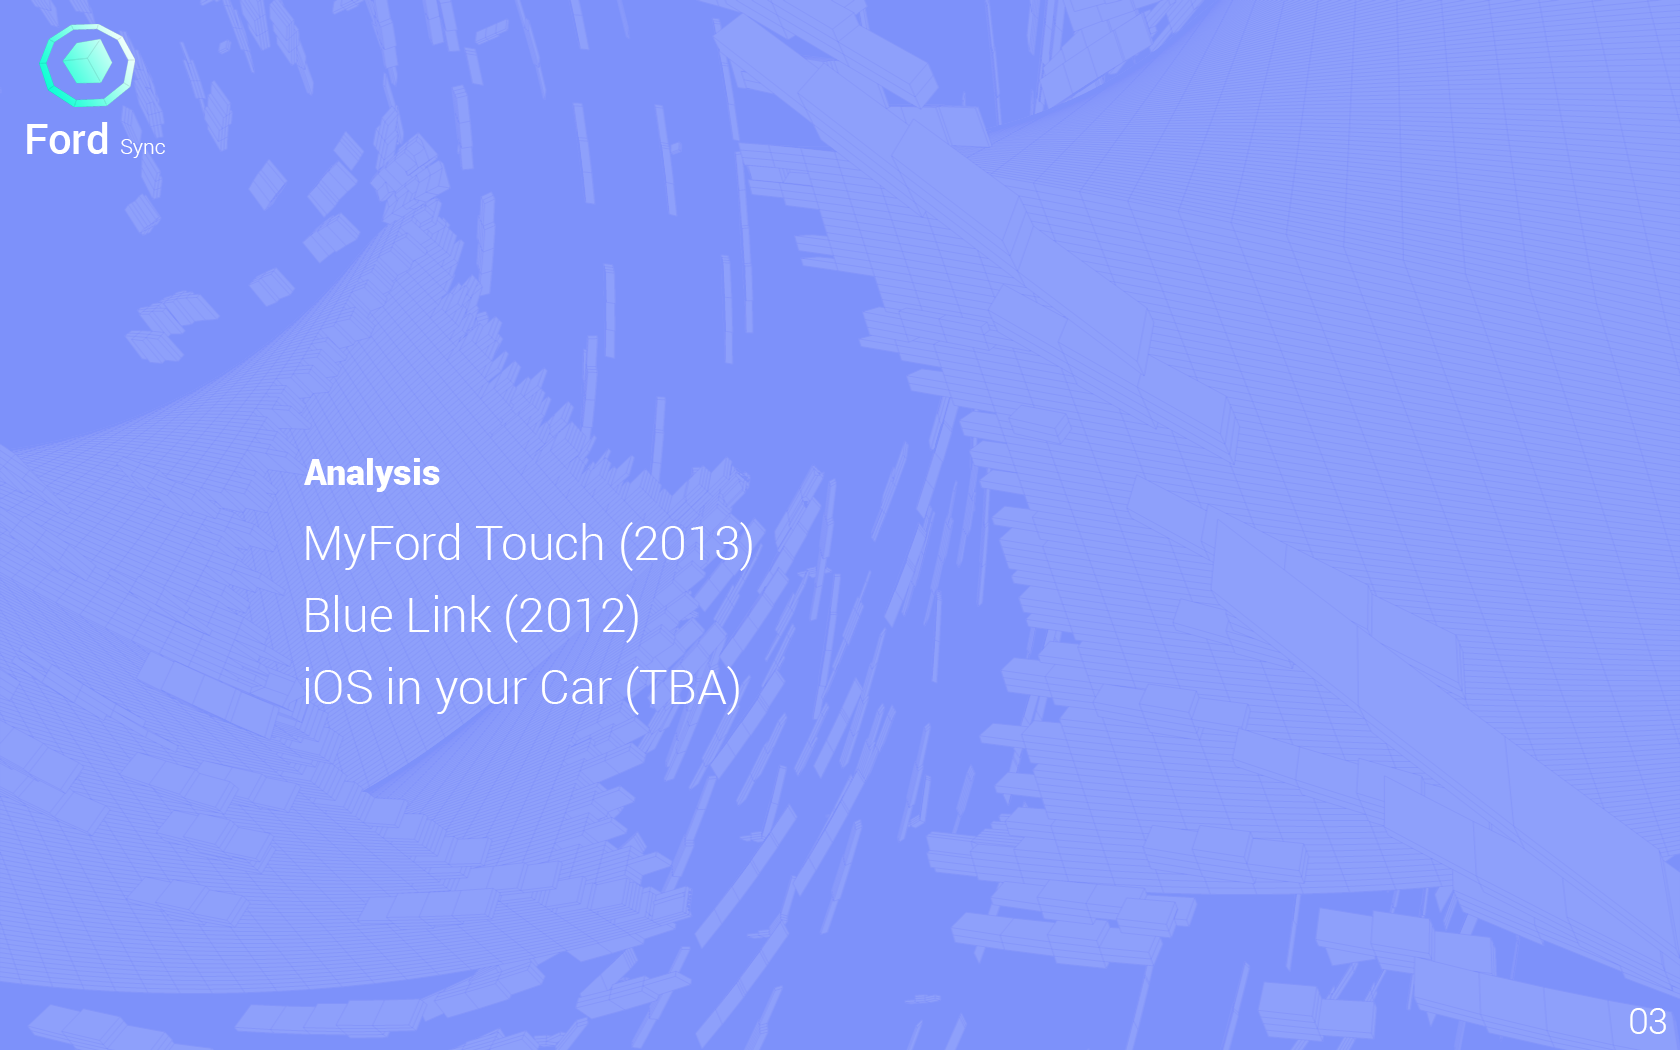 Ford Sync
Analysis
MyFord Touch (2013)
Blue Link (2012)
iOS in your Car (TBA)
03